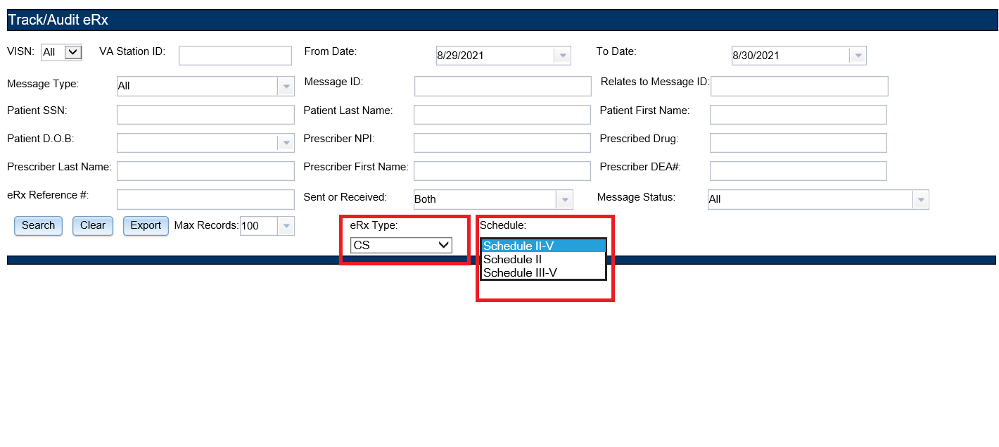 Track/Audit eRx
VISN: All VA Station ID: From Date: 8/29/2021 To Date: 8/30/2021
Message Type: All Message ID: Relates to Message ID:
Patient SSN: Patient Last Name: Patient First Name:
Patient D.O.B: Prescriber NPI: Prescribed Drug:
Prescriber Last Name: Prescriber First Name: Prescriber DEA#:
eRx Reference #: Sent or Received: Both Message Status: All
Search Clear Export Max Records: 100 eRx Type: Schedule:
CS Schedule II-V
Schedule II
Schedule III-V